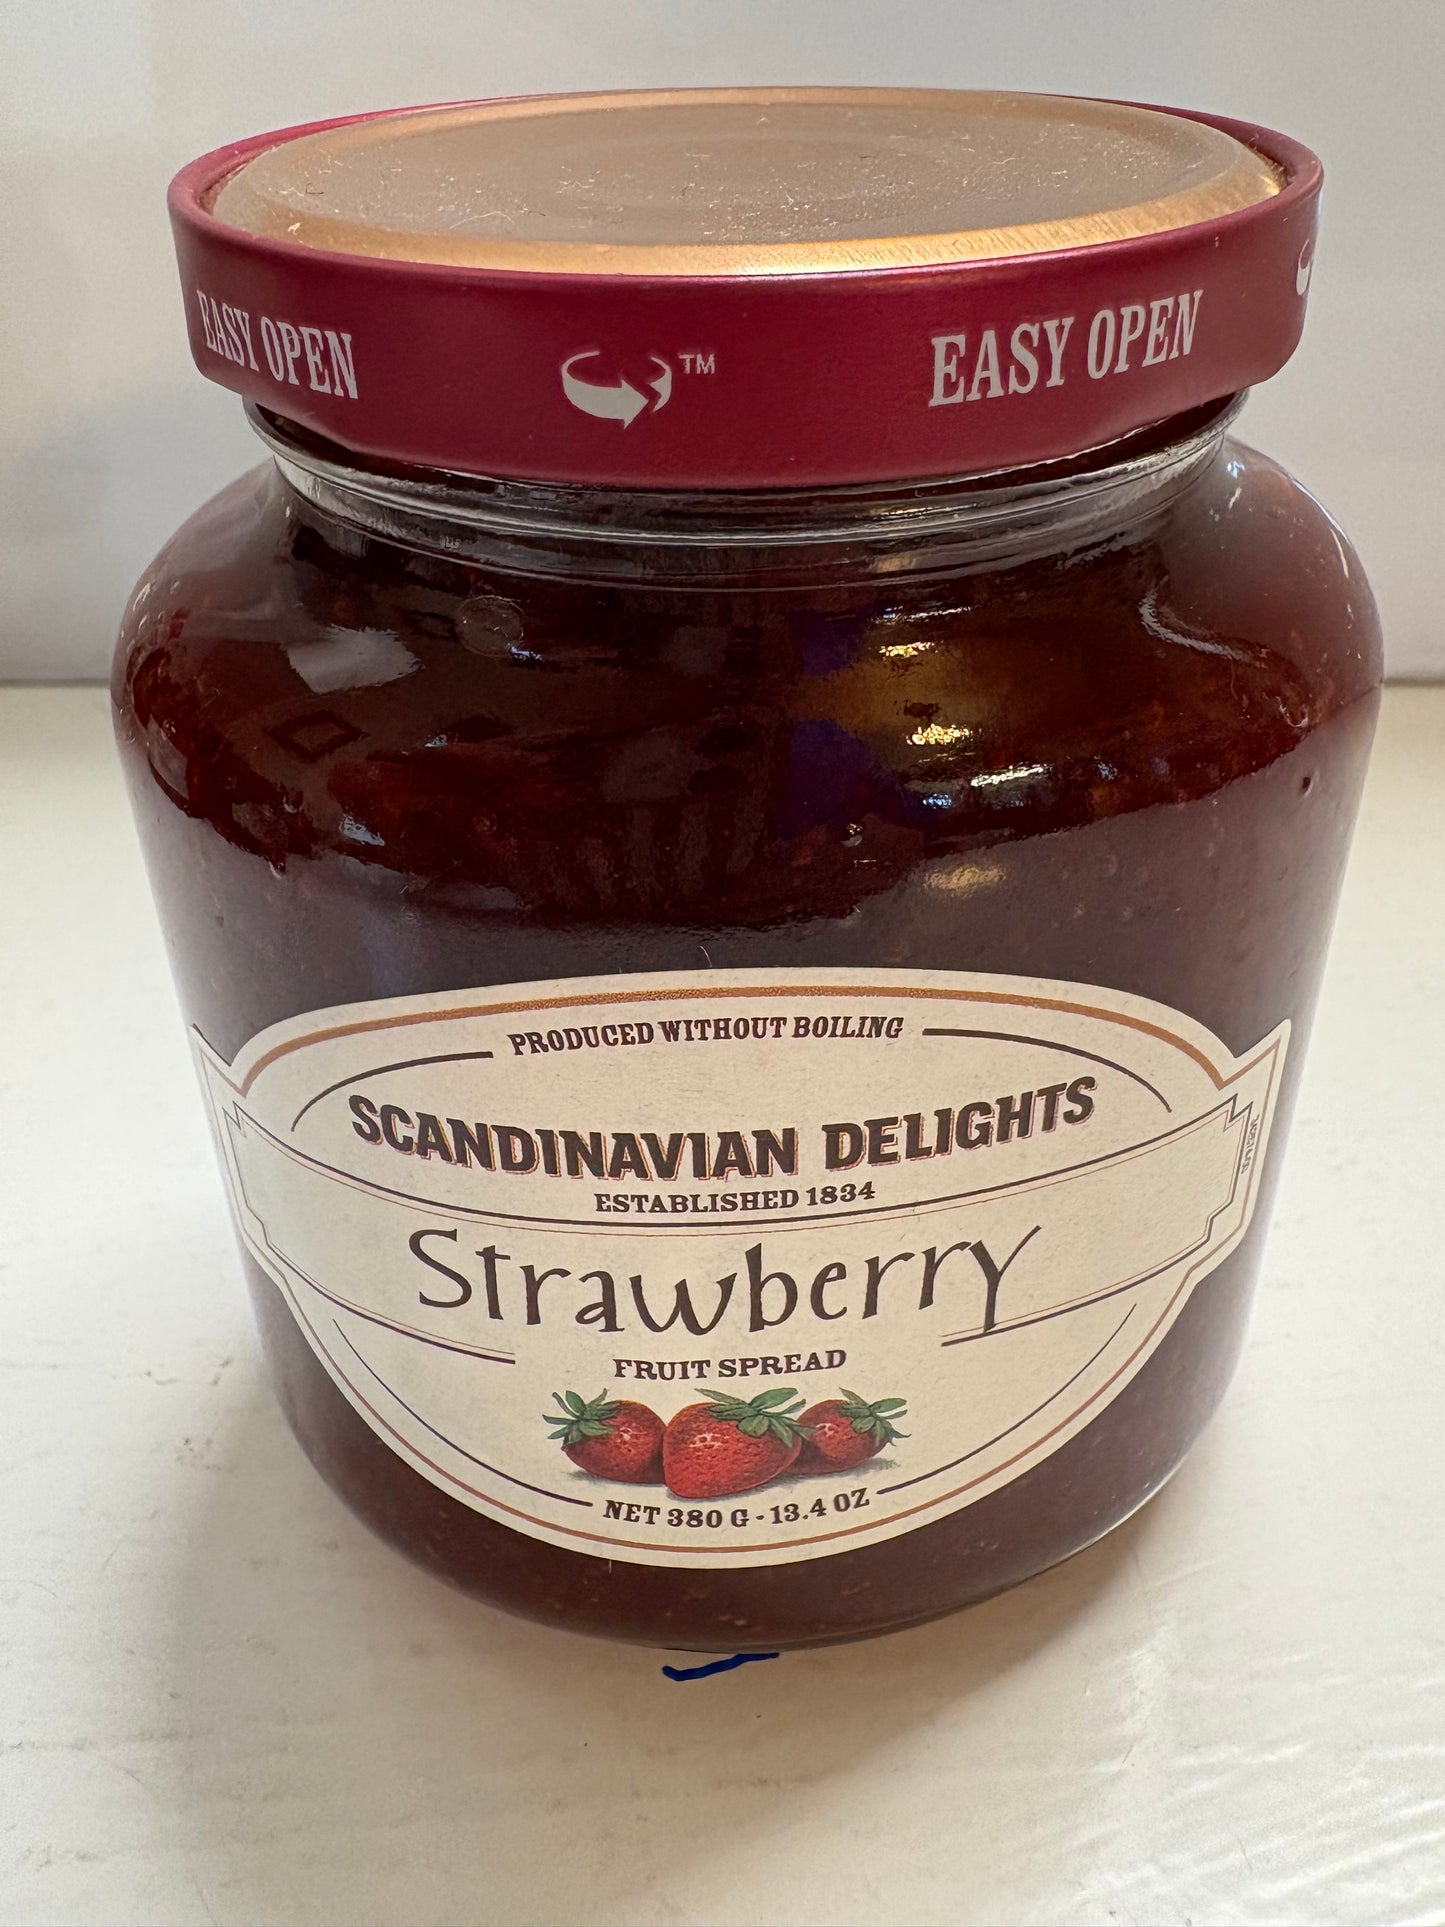 EASY OPEN
TM
EASY OPEN
PRODUCED WITHOUT BOILING
SCANDINAVIAN DELIGHTS
ESTABLISHED 1834
Strawberry
FRUIT SPREAD
NET 380 G - 13.4 OZ